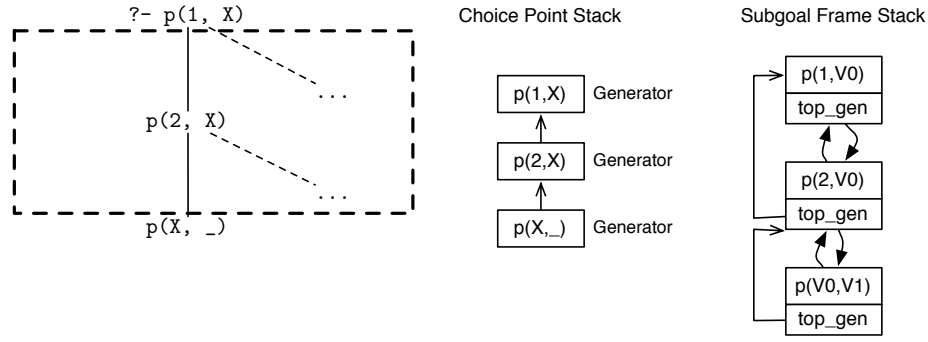 ?- p(1, X)
...
p(2, X)
...
p(X, _)
Choice Point Stack
p(1,X) Generator
p(2,X) Generator
p(X,_) Generator
Subgoal Frame Stack
p(1,V0)
top_gen
p(2,V0)
top_gen
p(V0,V1)
top_gen